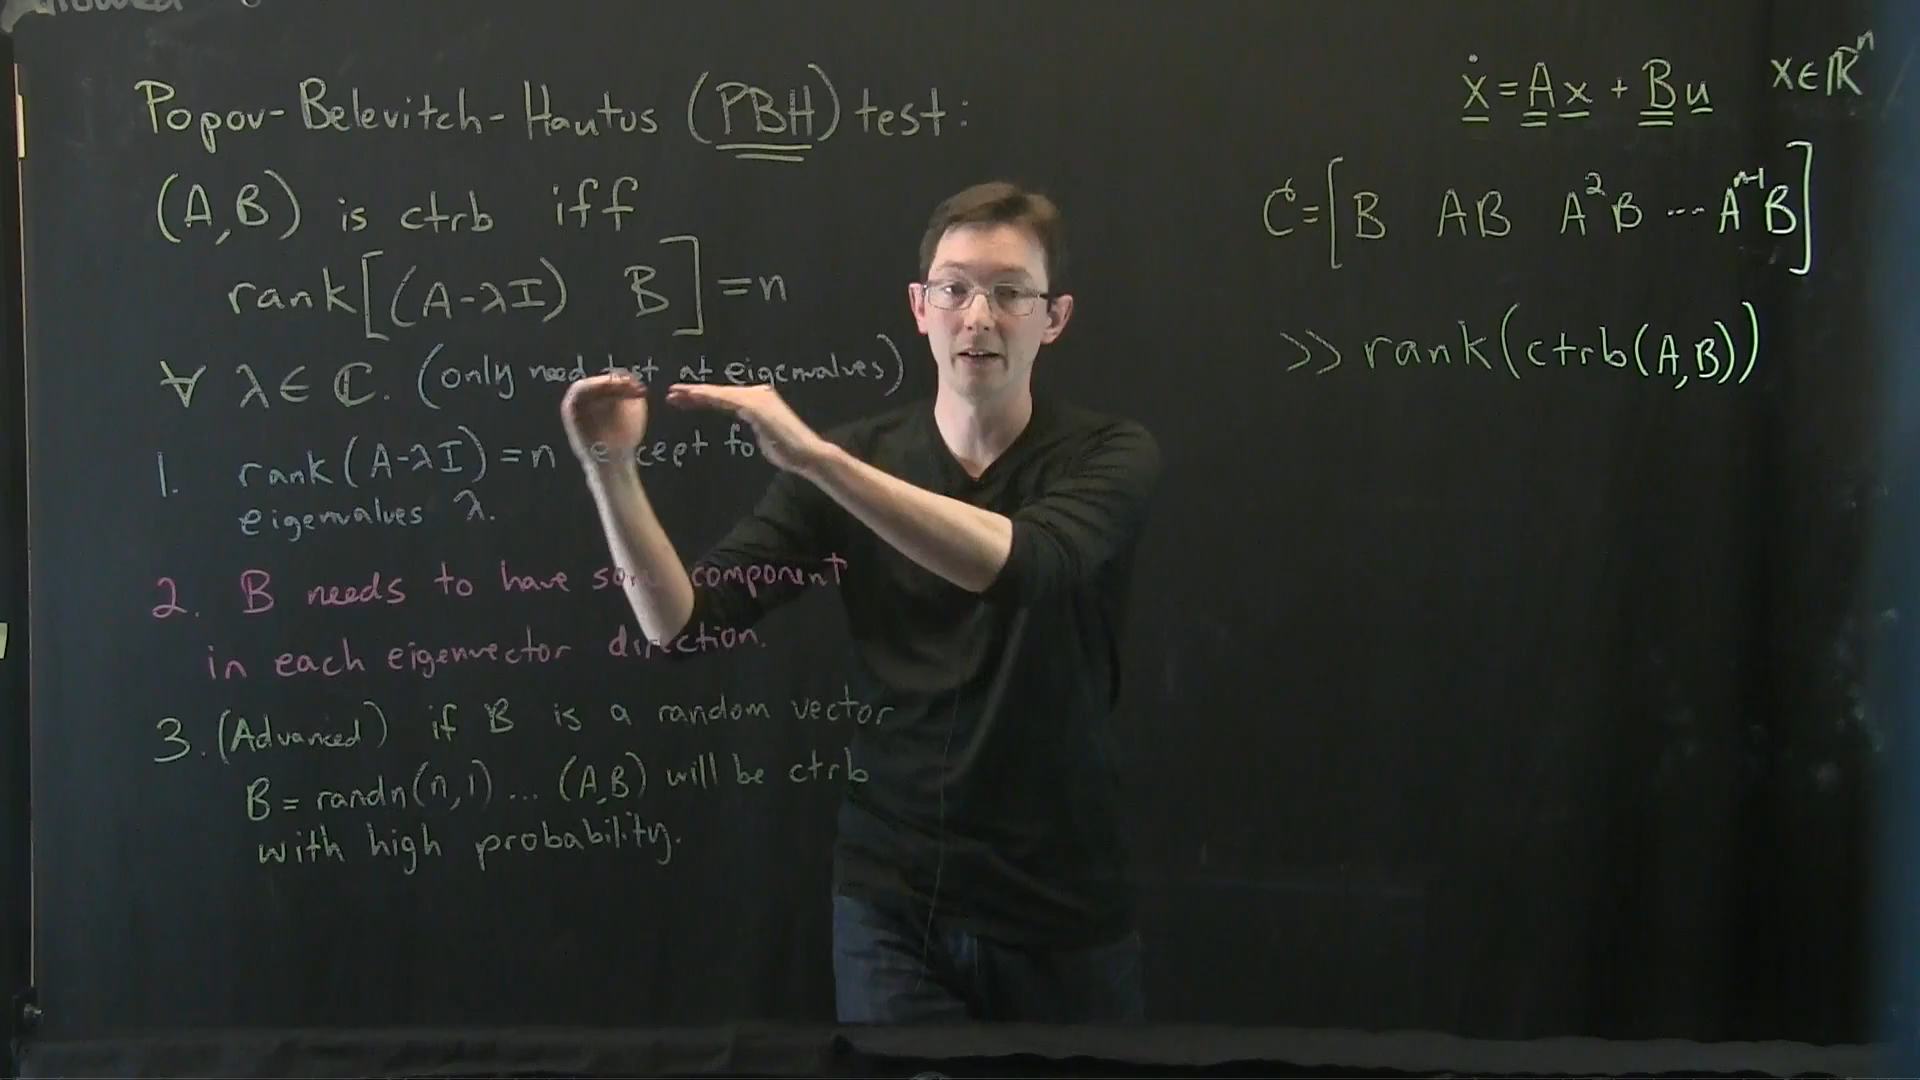 Popov-Belevitch-Hautus (PBH) test:
(A,B) is ctrb iff
rank[(A-λI) B]=n
∀ λ∈ ℂ. (only need test at eigenvalues)
1. rank(A-λI)=n except for
eigenvalues λ.
2. B needs to have some component
in each eigenvector direction.
3. (Advanced) if B is a random vector
B = randn(n,1) ... (A,B) will be ctrb
with high probability.
ẋ = Ax + Bu x∈ℝⁿ
C=[B AB A²B ... Aⁿ⁻¹B]
>> rank(ctrb(A,B))